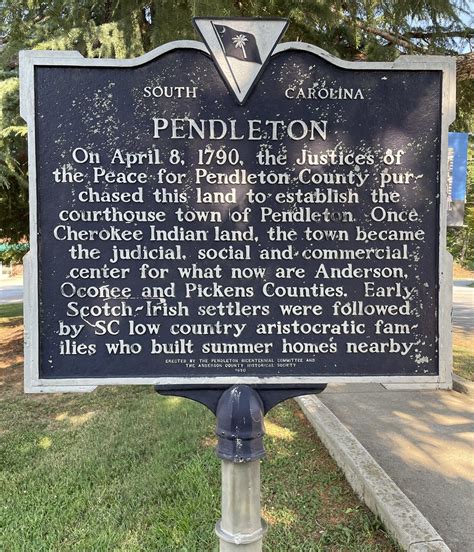 SOUTH CAROLINA
PENDLETON
On April 8, 1790, the Justices of
the Peace for Pendleton County pur-
chased this land to establish the
courthouse town of Pendleton. Once
Cherokee Indian land, the town became
the judicial, social and commercial
center for what now are Anderson,
Oconee and Pickens Counties. Early
Scotch-Irish settlers were followed
by SC low country aristocratic fam-
ilies who built summer homes nearby.
ERECTED BY THE PENDLETON BICENTENNIAL COMMITTEE AND
THE ANDERSON COUNTY HISTORICAL SOCIETY
1990